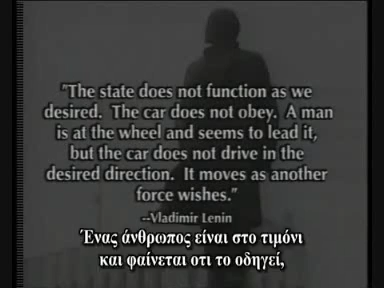 "The state does not function as we
desired. The car does not obey. A man
is at the wheel and seems to lead it,
but the car does not drive in the
desired direction. It moves as another
force wishes."
--Vladimir Lenin
Ένας άνθρωπος είναι στο τιμόνι
και φαίνεται οτι το οδηγεί,